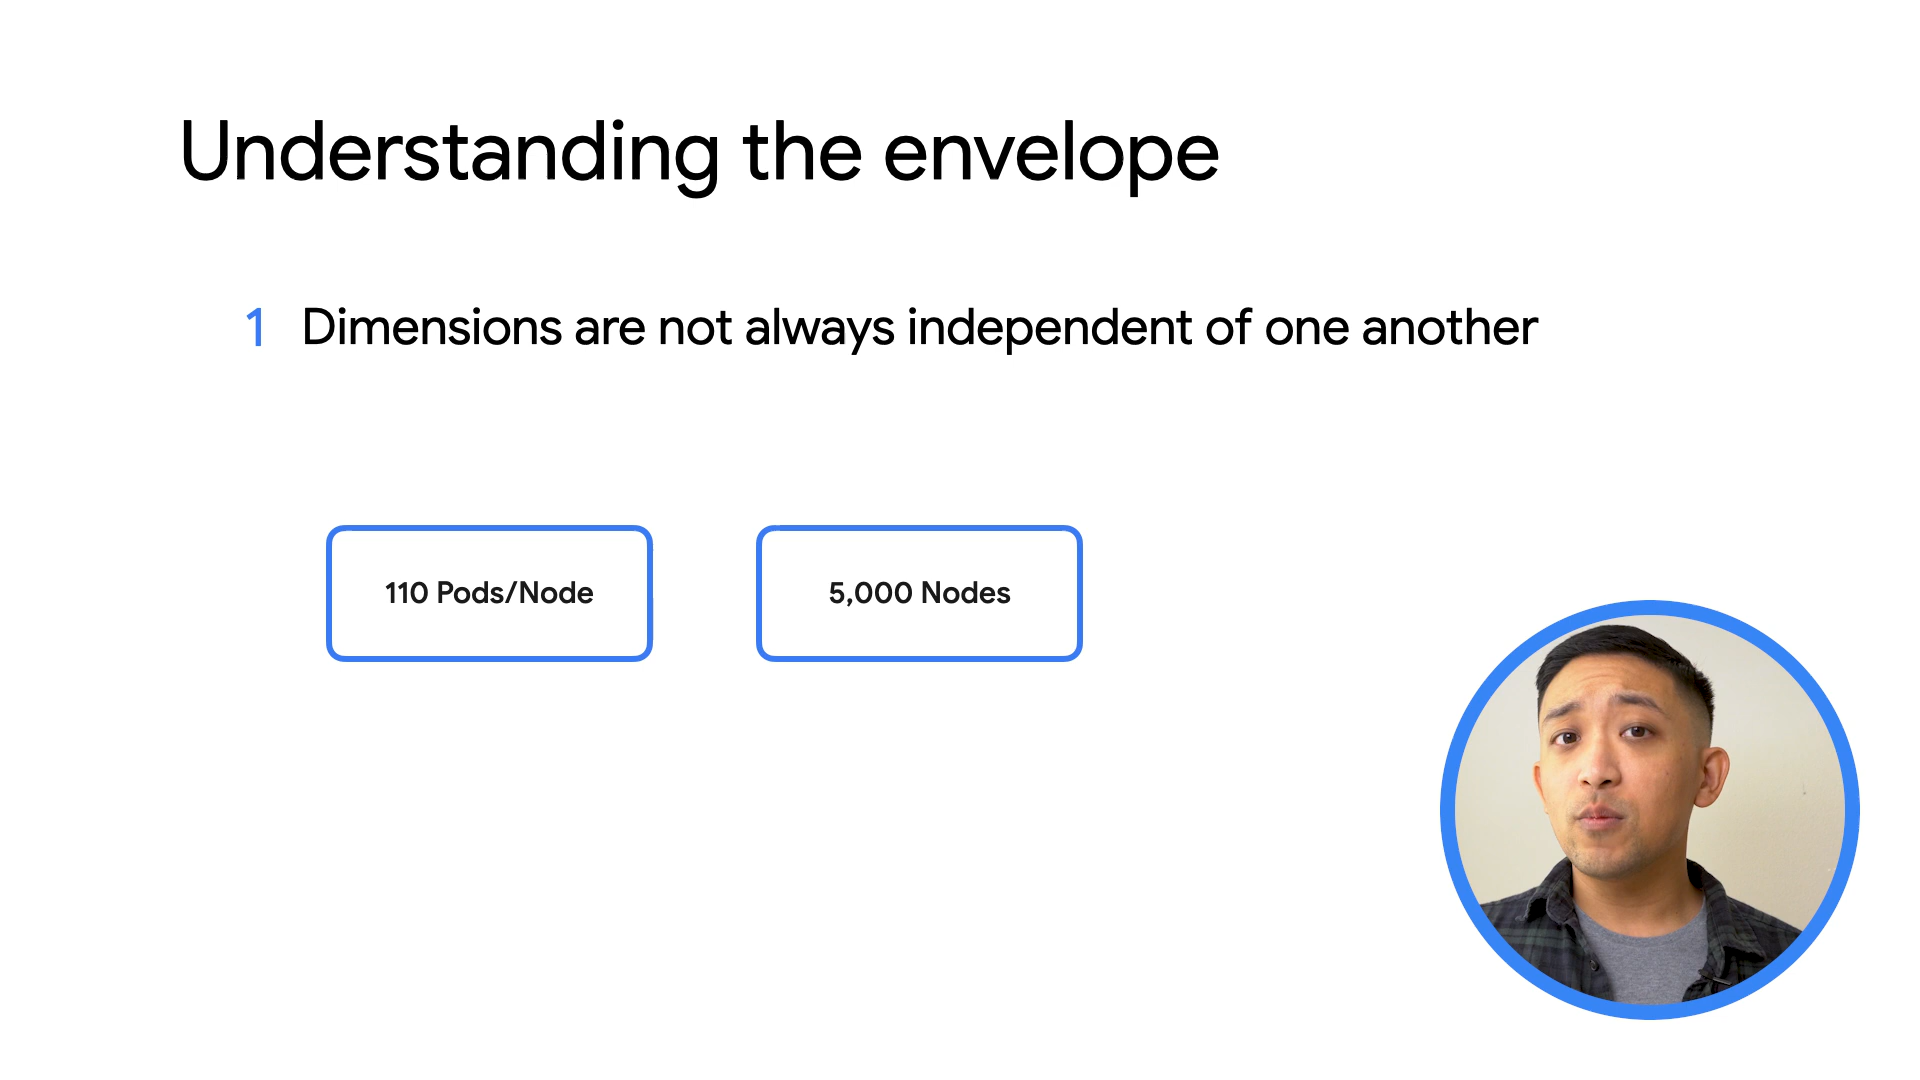 Understanding the envelope
1 Dimensions are not always independent of one another
110 Pods/Node
5,000 Nodes